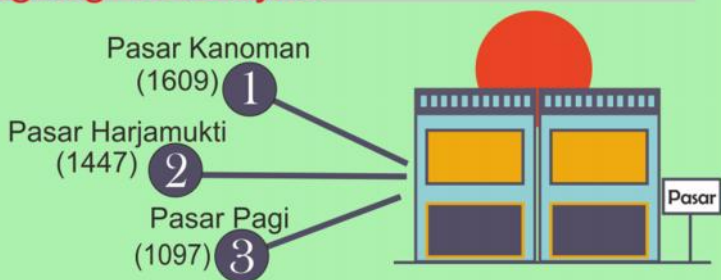 Pasar Kanoman
(1609) 1
Pasar Harjamukti
(1447) 2
Pasar Pagi
(1097) 3
Pasar